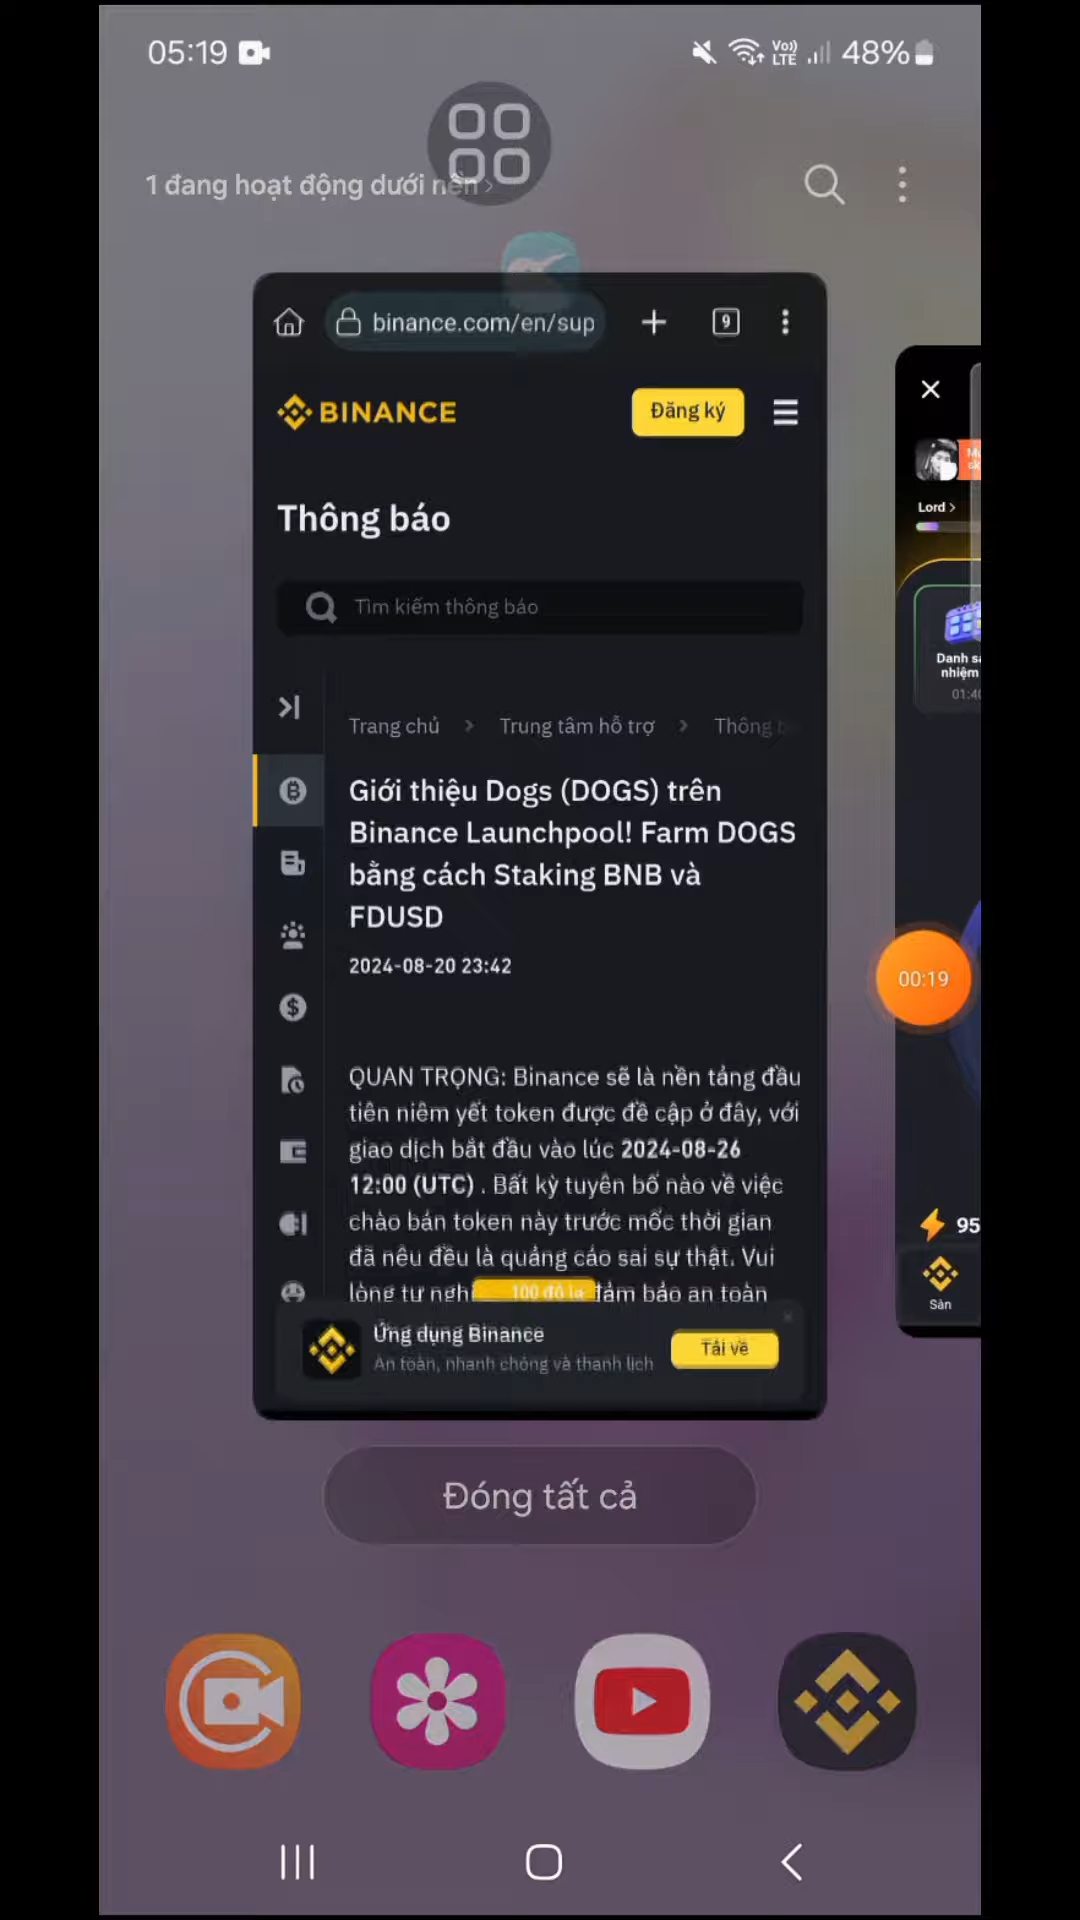 05:19
Vo)) LTE 48%
1 đang hoạt động dưới nền >
binance.com/en/sup
9
BINANCE
Đăng ký
Thông báo
Tìm kiếm thông báo
Trang chủ > Trung tâm hỗ trợ > Thông
Giới thiệu Dogs (DOGS) trên
Binance Launchpool! Farm DOGS
bằng cách Staking BNB và
FDUSD
2024-08-20 23:42
QUAN TRỌNG: Binance sẽ là nền tảng đầu
tiên niêm yết token được đề cập ở đây, với
giao dịch bắt đầu vào lúc 2024-08-26
12:00 (UTC) . Bất kỳ tuyên bố nào về việc
chào bán token này trước mốc thời gian
đã nêu đều là quảng cáo sai sự thật. Vui
lòng tự nghi 100 đô la đảm bảo an toàn
Ứng dụng Binance
An toàn, nhanh chóng và thanh lịch
Tải về
Lord >
Danh sá
nhiệm
01:40
00:19
95
Sàn
Đóng tất cả